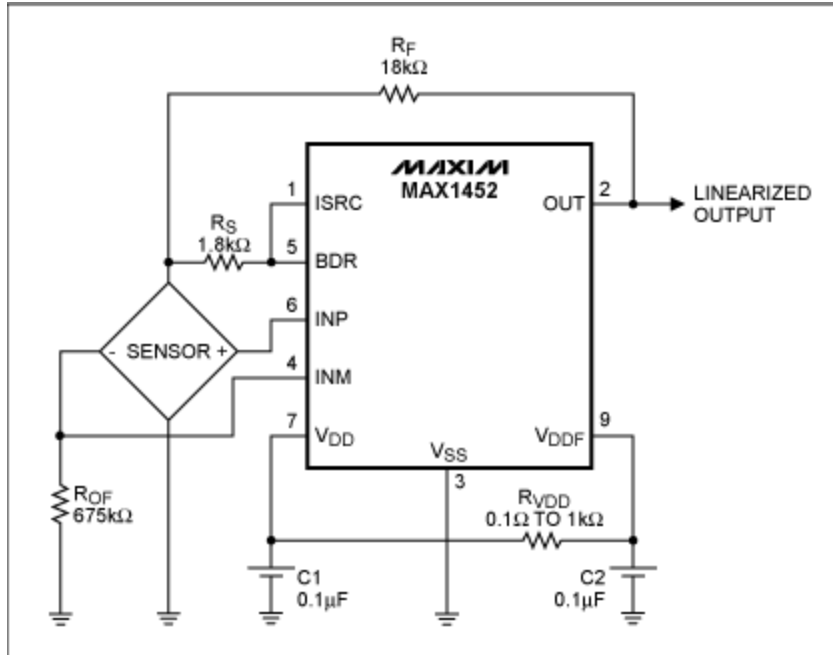 RF
18kΩ
MAXIM
MAX1452
1
ISRC
OUT
2
LINEARIZED
OUTPUT
RS
1.8kΩ
5
BDR
6
INP
- SENSOR +
4
INM
7
VDD
VDDF
9
VSS
3
ROF
675kΩ
RVDD
0.1Ω TO 1kΩ
C1
0.1µF
C2
0.1µF